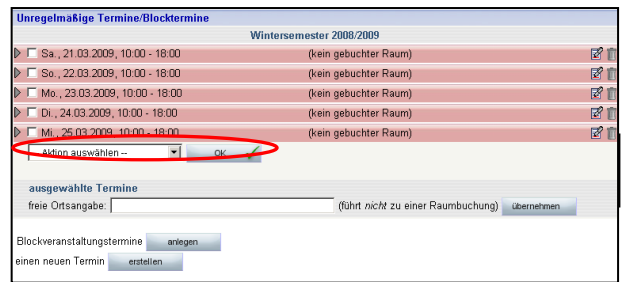 Unregelmäßige Termine/Blocktermine
Wintersemester 2008/2009
Sa., 21.03.2009, 10:00 - 18:00 (kein gebuchter Raum)
So., 22.03.2009, 10:00 - 18:00 (kein gebuchter Raum)
Mo., 23.03.2009, 10:00 - 18:00 (kein gebuchter Raum)
Di., 24.03.2009, 10:00 - 18:00 (kein gebuchter Raum)
Mi., 25.03.2009, 10:00 - 18:00 (kein gebuchter Raum)
-- Aktion auswählen -- OK
ausgewählte Termine
freie Ortsangabe: (führt nicht zu einer Raumbuchung) übernehmen
Blockveranstaltungstermine anlegen
einen neuen Termin erstellen